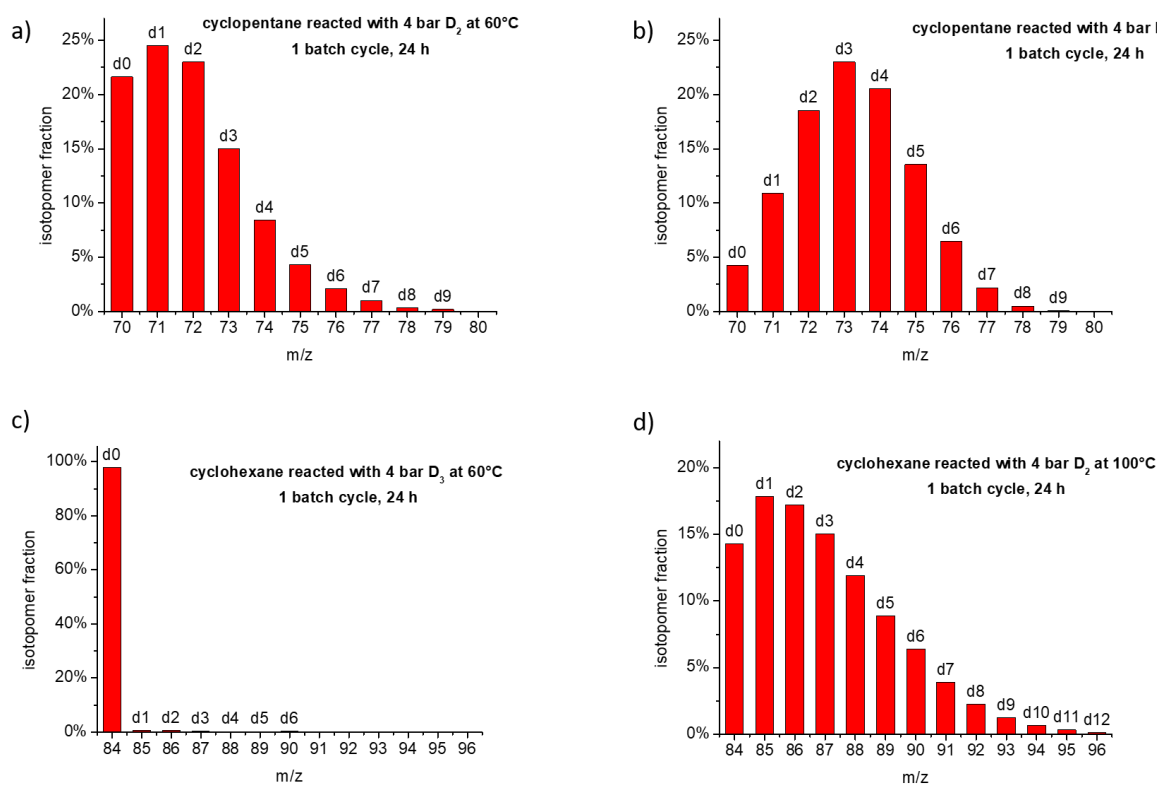 a)
cyclopentane reacted with 4 bar D2 at 60°C
1 batch cycle, 24 h
isotopomer fraction
25%
20%
15%
10%
5%
0%
d0
d1
d2
d3
d4
d5
d6
d7
d8
d9
70 71 72 73 74 75 76 77 78 79 80
m/z
b)
cyclopentane reacted with 4 bar
1 batch cycle, 24 h
isotopomer fraction
25%
20%
15%
10%
5%
0%
d0
d1
d2
d3
d4
d5
d6
d7
d8
d9
70 71 72 73 74 75 76 77 78 79 80
m/z
c)
cyclohexane reacted with 4 bar D3 at 60°C
1 batch cycle, 24 h
isotopomer fraction
100%
80%
60%
40%
20%
0%
d0
d1 d2 d3 d4 d5 d6
84 85 86 87 88 89 90 91 92 93 94 95 96
m/z
d)
cyclohexane reacted with 4 bar D2 at 100°C
1 batch cycle, 24 h
isotopomer fraction
20%
15%
10%
5%
0%
d0
d1
d2
d3
d4
d5
d6
d7
d8
d9
d10
d11
d12
84 85 86 87 88 89 90 91 92 93 94 95 96
m/z